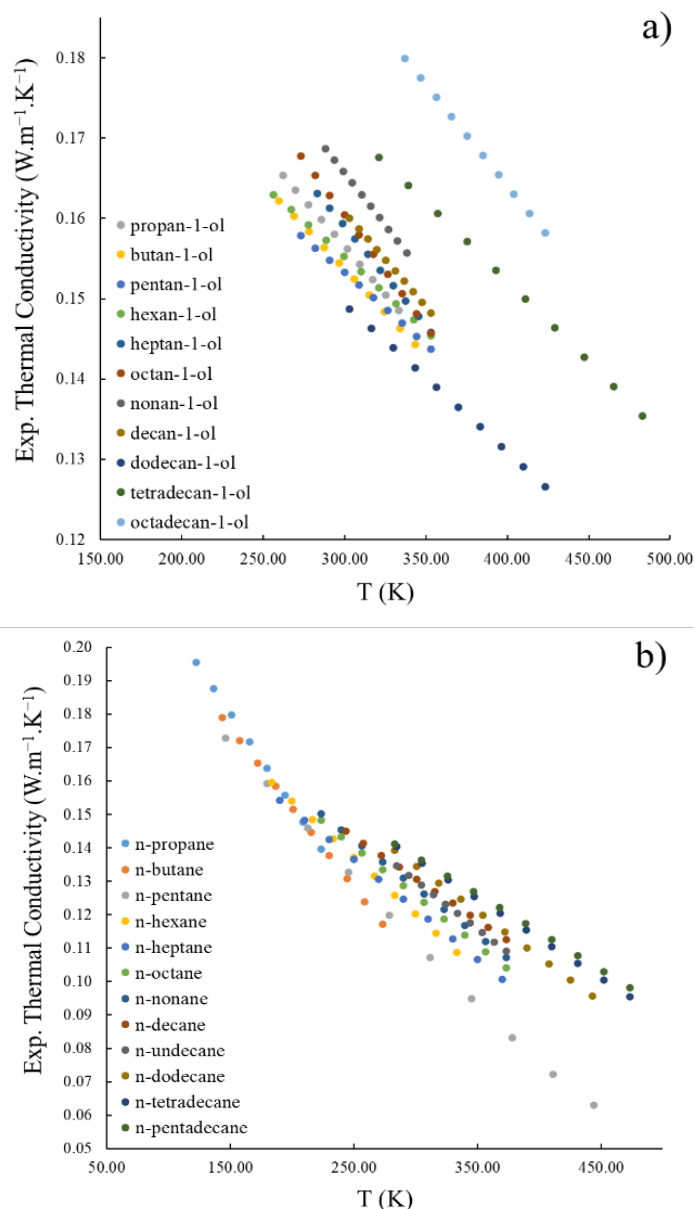 a)
Exp. Thermal Conductivity (W.m⁻¹.K⁻¹)
0.18
0.17
0.16
0.15
0.14
0.13
0.12
propan-1-ol
butan-1-ol
pentan-1-ol
hexan-1-ol
heptan-1-ol
octan-1-ol
nonan-1-ol
decan-1-ol
dodecan-1-ol
tetradecan-1-ol
octadecan-1-ol
150.00 200.00 250.00 300.00 350.00 400.00 450.00 500.00
T (K)
b)
Exp. Thermal Conductivity (W.m⁻¹.K⁻¹)
0.20
0.19
0.18
0.17
0.16
0.15
0.14
0.13
0.12
0.11
0.10
0.09
0.08
0.07
0.06
0.05
n-propane
n-butane
n-pentane
n-hexane
n-heptane
n-octane
n-nonane
n-decane
n-undecane
n-dodecane
n-tetradecane
n-pentadecane
50.00 150.00 250.00 350.00 450.00
T (K)